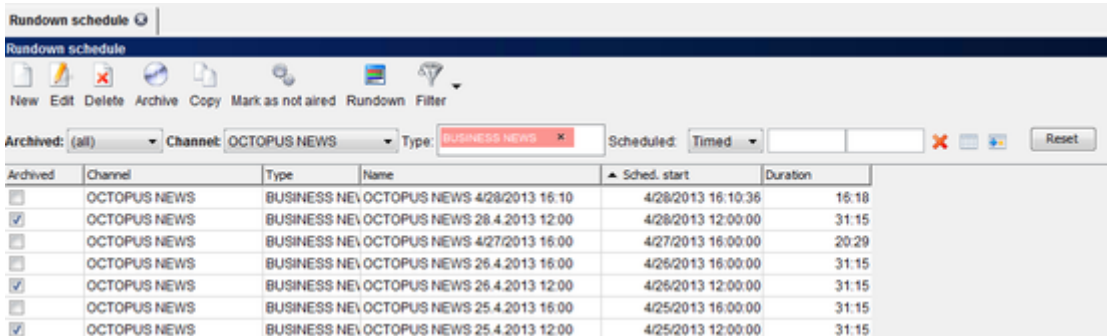 Rundown schedule
Rundown schedule
New Edit Delete Archive Copy Mark as not aired Rundown Filter
Archived: (all) Channel: OCTOPUS NEWS Type: BUSINESS NEWS × Scheduled: Timed Reset
Archived Channel Type Name Sched. start Duration
OCTOPUS NEWS BUSINESS NEW OCTOPUS NEWS 4/28/2013 16:10 4/28/2013 16:10:36 16:18
OCTOPUS NEWS BUSINESS NEW OCTOPUS NEWS 28.4.2013 12:00 4/28/2013 12:00:00 31:15
OCTOPUS NEWS BUSINESS NEW OCTOPUS NEWS 4/27/2013 16:00 4/27/2013 16:00:00 20:29
OCTOPUS NEWS BUSINESS NEW OCTOPUS NEWS 26.4.2013 16:00 4/26/2013 16:00:00 31:15
OCTOPUS NEWS BUSINESS NEW OCTOPUS NEWS 26.4.2013 12:00 4/26/2013 12:00:00 31:15
OCTOPUS NEWS BUSINESS NEW OCTOPUS NEWS 25.4.2013 16:00 4/25/2013 16:00:00 31:15
OCTOPUS NEWS BUSINESS NEW OCTOPUS NEWS 25.4.2013 12:00 4/25/2013 12:00:00 31:15